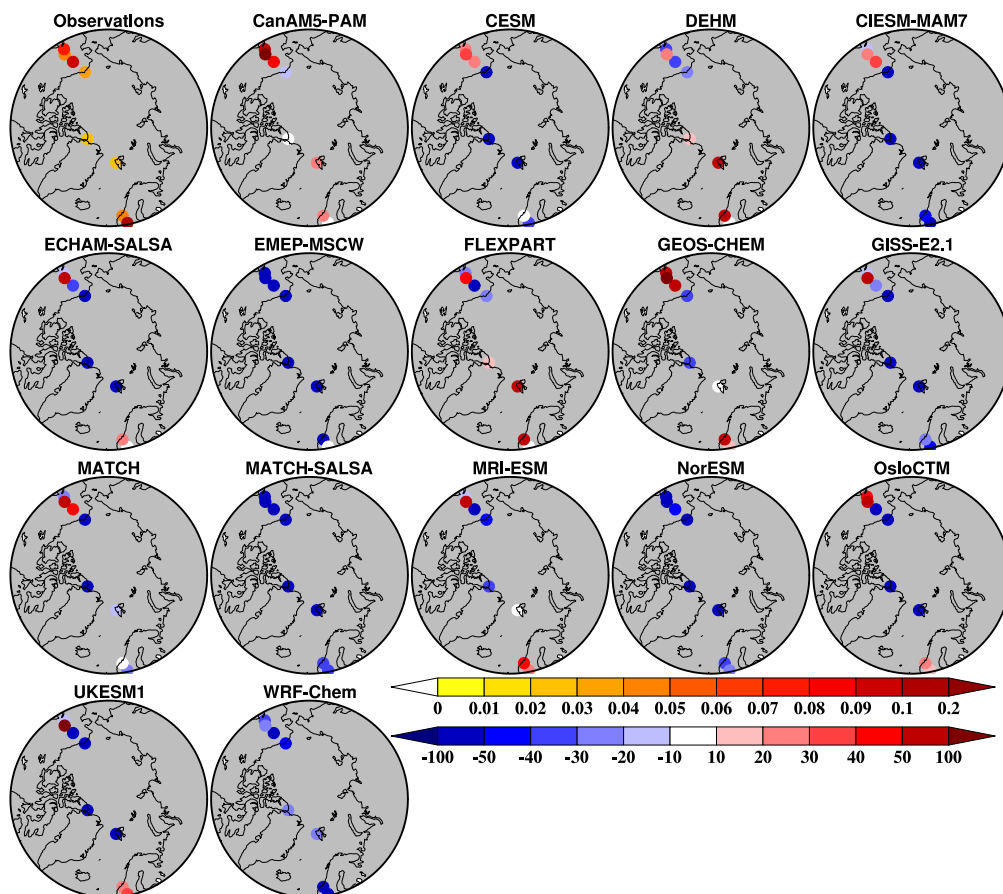 Observations CanAM5-PAM CESM DEHM CIESM-MAM7
ECHAM-SALSA EMEP-MSCW FLEXPART GEOS-CHEM GISS-E2.1
MATCH MATCH-SALSA MRI-ESM NorESM OsloCTM
UKESM1 WRF-Chem
0 0.01 0.02 0.03 0.04 0.05 0.06 0.07 0.08 0.09 0.1 0.2
-100 -50 -40 -30 -20 -10 10 20 30 40 50 100